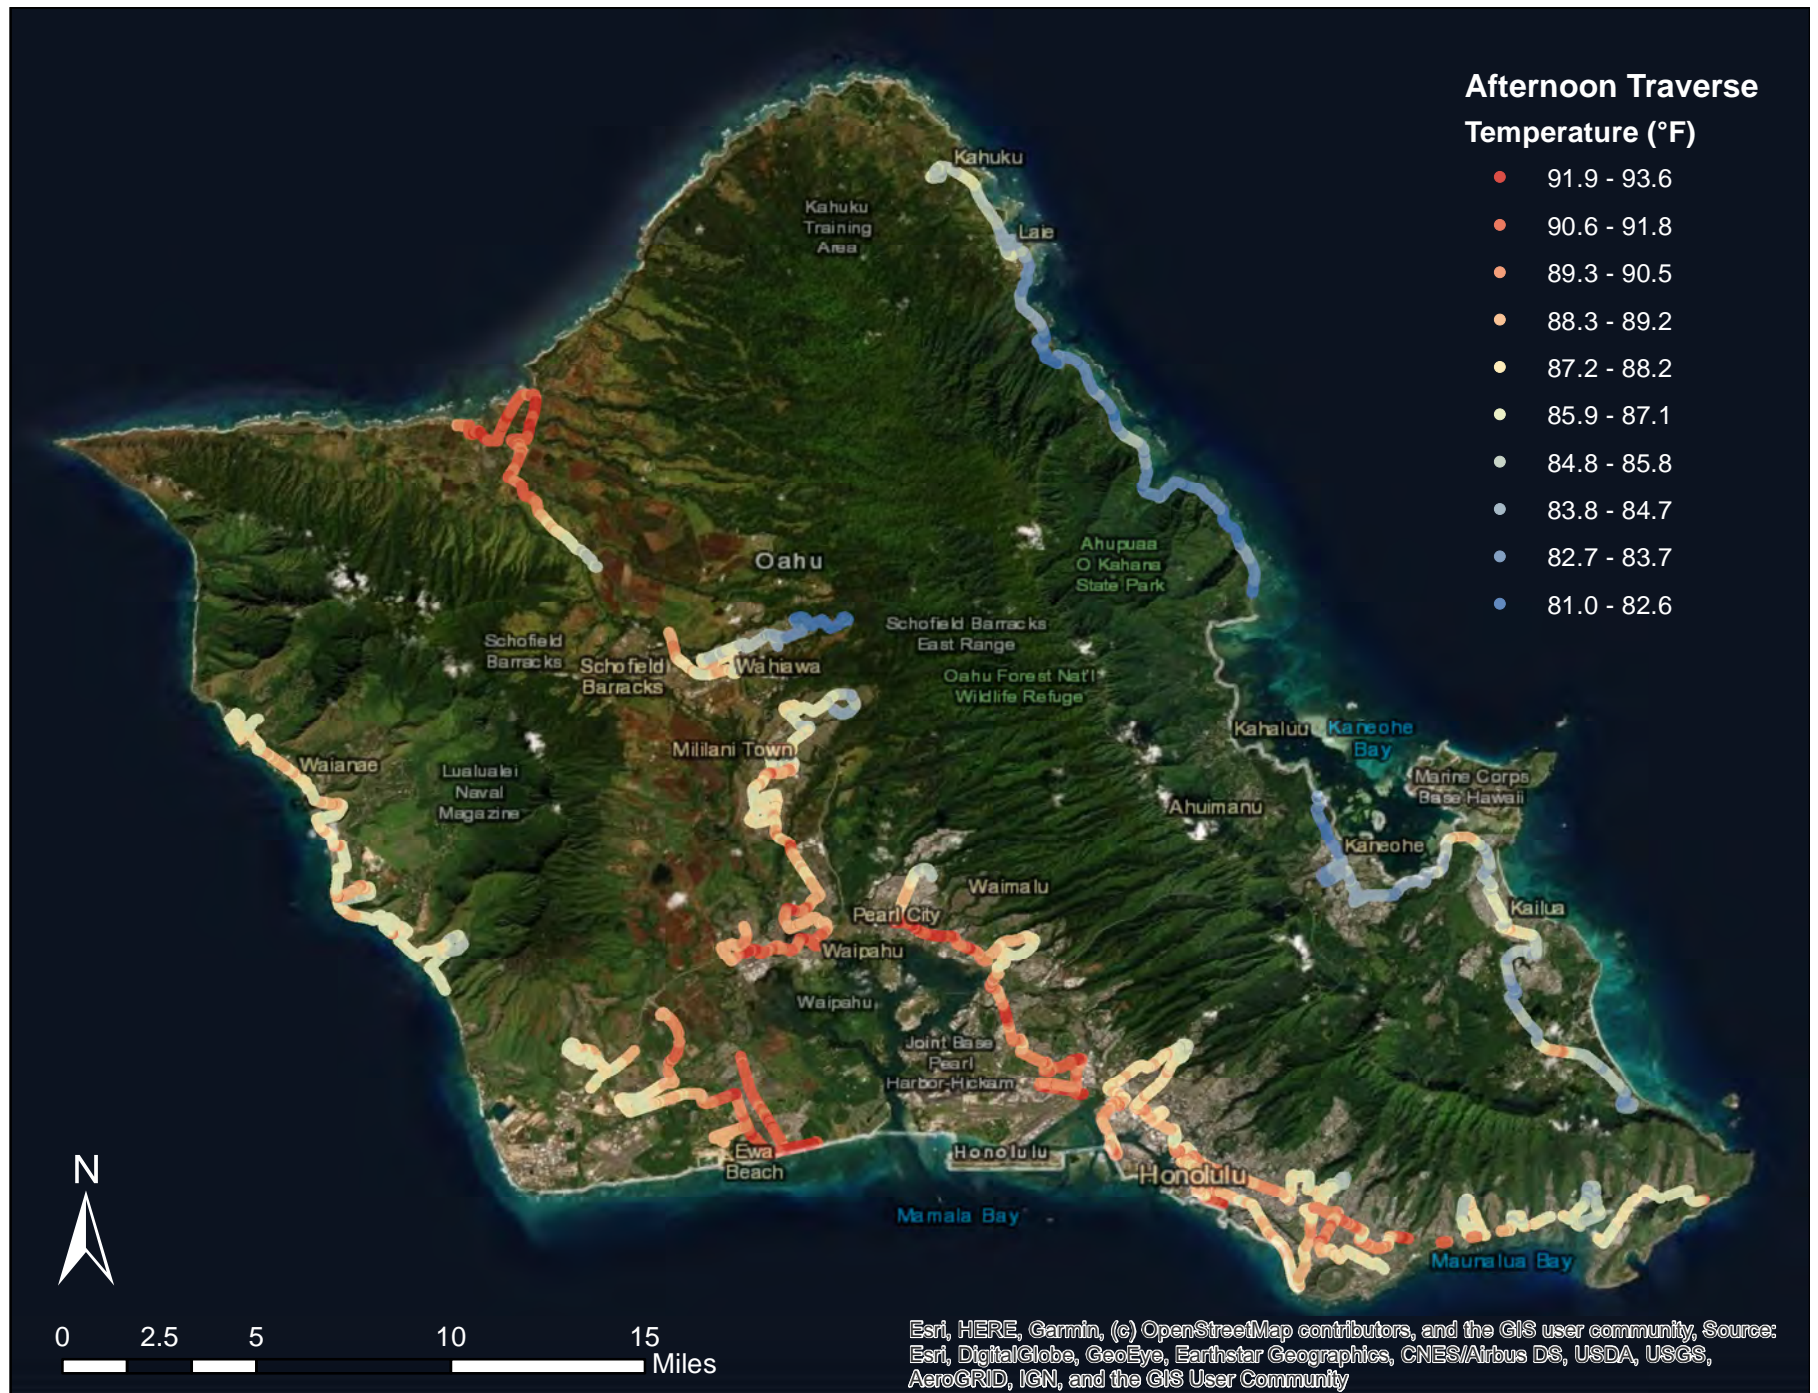 Afternoon Traverse
Temperature (°F)
91.9 - 93.6
90.6 - 91.8
89.3 - 90.5
88.3 - 89.2
87.2 - 88.2
85.9 - 87.1
84.8 - 85.8
83.8 - 84.7
82.7 - 83.7
81.0 - 82.6
Kahuku
Kahuku
Training
Area
Laie
Oahu
Ahupuaa
O Kahana
State Park
Schofield
Barracks
Schofield
Barracks
Wahiawa
Schofield Barracks
East Range
Oahu Forest Nat'l
Wildlife Refuge
Kahaluu
Kaneohe
Bay
Mililani Town
Waianae
Lualualei
Naval
Magazine
Marine Corps
Base Hawaii
Ahuimanu
Kaneohe
Waimalu
Pearl City
Kailua
Waipahu
Waipahu
Joint Base
Pearl
Harbor-Hickam
Ewa
Beach
Honolulu
Honolulu
Mamala Bay
Maunalua Bay
N
0 2.5 5 10 15
Miles
Esri, HERE, Garmin, (c) OpenStreetMap contributors, and the GIS user community, Source:
Esri, DigitalGlobe, GeoEye, Earthstar Geographics, CNES/Airbus DS, USDA, USGS,
AeroGRID, IGN, and the GIS User Community